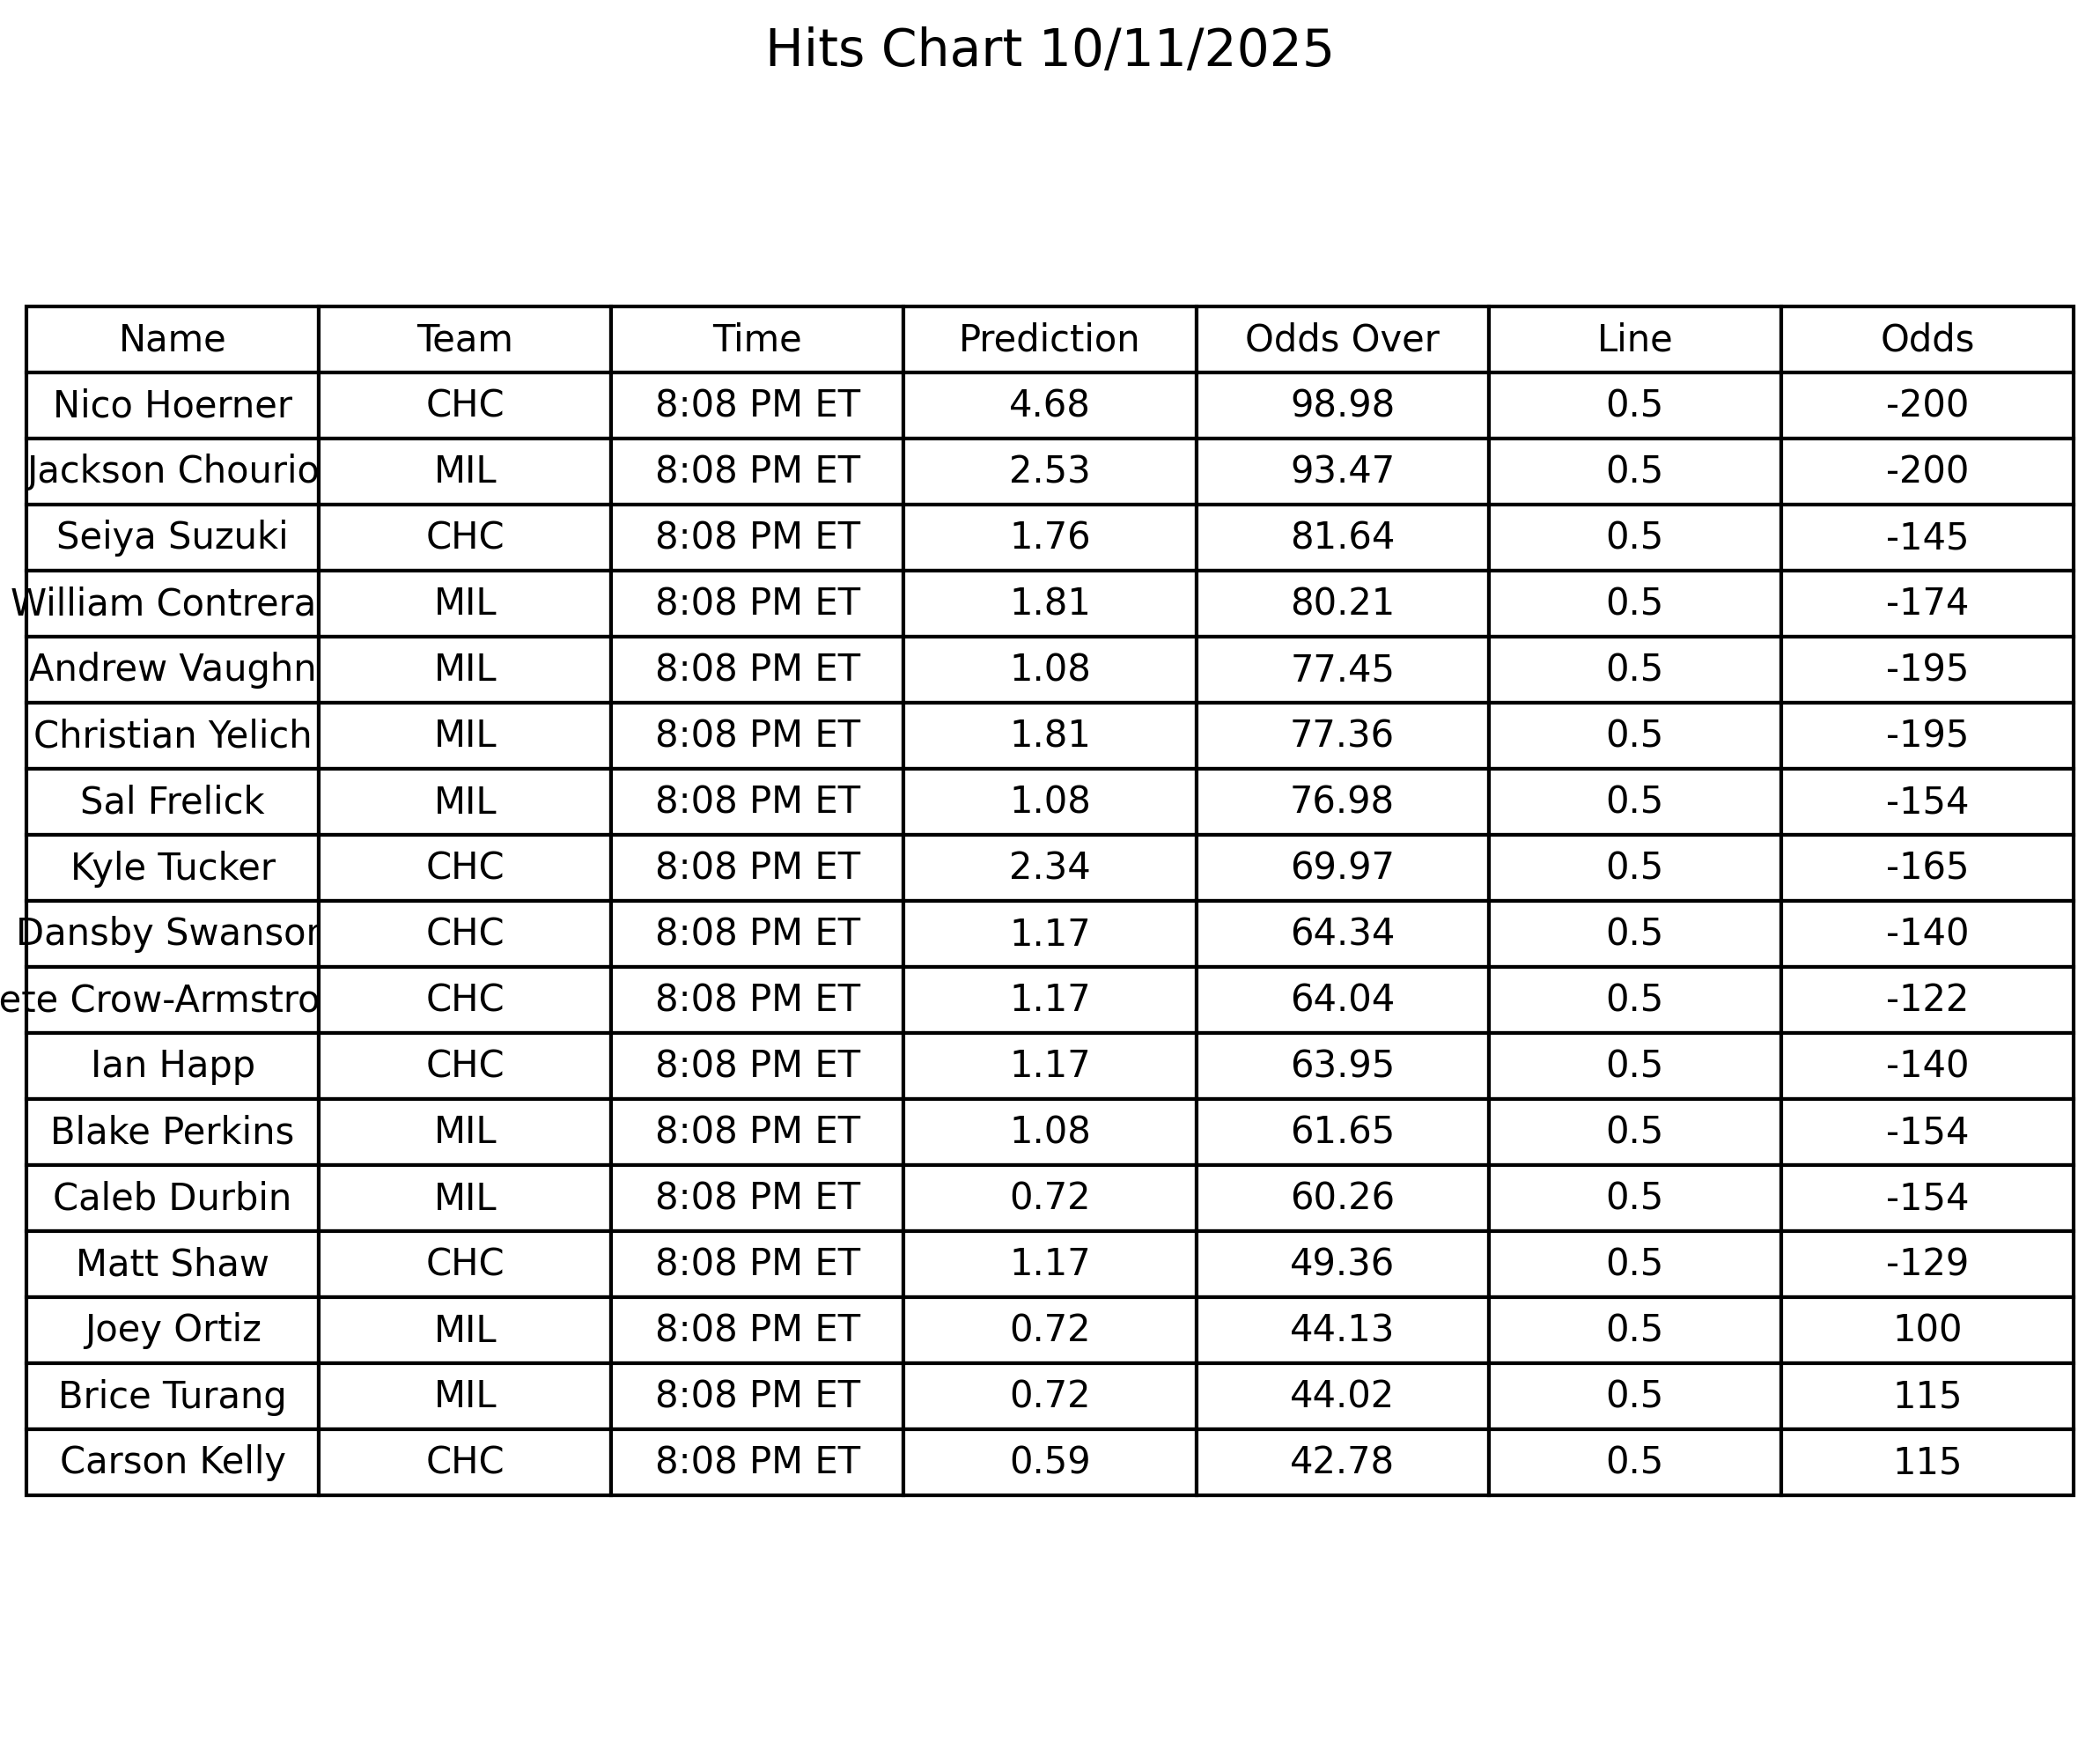 Hits Chart 10/11/2025
Name Team Time Prediction Odds Over Line Odds
Nico Hoerner CHC 8:08 PM ET 4.68 98.98 0.5 -200
Jackson Chourio MIL 8:08 PM ET 2.53 93.47 0.5 -200
Seiya Suzuki CHC 8:08 PM ET 1.76 81.64 0.5 -145
William Contrera MIL 8:08 PM ET 1.81 80.21 0.5 -174
Andrew Vaughn MIL 8:08 PM ET 1.08 77.45 0.5 -195
Christian Yelich MIL 8:08 PM ET 1.81 77.36 0.5 -195
Sal Frelick MIL 8:08 PM ET 1.08 76.98 0.5 -154
Kyle Tucker CHC 8:08 PM ET 2.34 69.97 0.5 -165
Dansby Swanson CHC 8:08 PM ET 1.17 64.34 0.5 -140
ete Crow-Armstro CHC 8:08 PM ET 1.17 64.04 0.5 -122
Ian Happ CHC 8:08 PM ET 1.17 63.95 0.5 -140
Blake Perkins MIL 8:08 PM ET 1.08 61.65 0.5 -154
Caleb Durbin MIL 8:08 PM ET 0.72 60.26 0.5 -154
Matt Shaw CHC 8:08 PM ET 1.17 49.36 0.5 -129
Joey Ortiz MIL 8:08 PM ET 0.72 44.13 0.5 100
Brice Turang MIL 8:08 PM ET 0.72 44.02 0.5 115
Carson Kelly CHC 8:08 PM ET 0.59 42.78 0.5 115